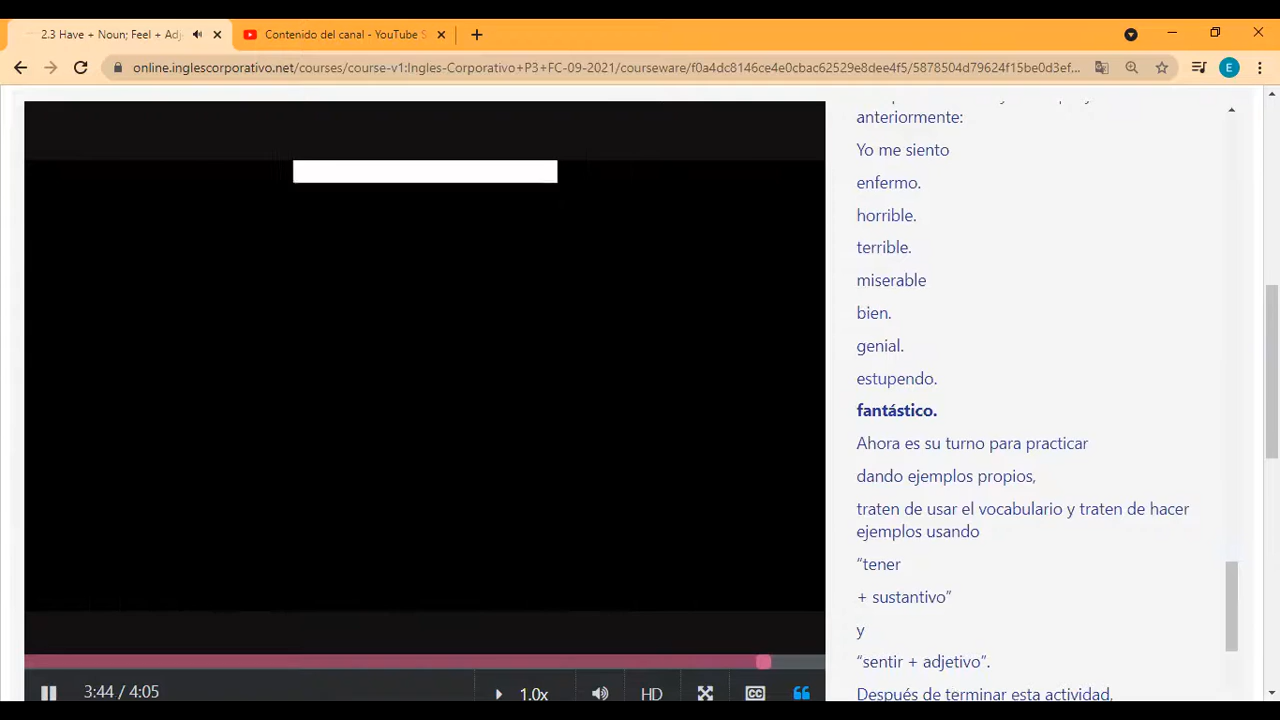 2.3 Have + Noun; Feel + Adj
Contenido del canal - YouTube S
online.inglescorporativo.net/courses/course-v1:Ingles-Corporativo+P3+FC-09-2021/courseware/f0a4dc8146ce4e0cbac62529e8dee4f5/5878504d79624f15be0d3ef...
E
anteriormente:
Yo me siento
enfermo.
horrible.
terrible.
miserable
bien.
genial.
estupendo.
fantástico.
Ahora es su turno para practicar
dando ejemplos propios,
traten de usar el vocabulario y traten de hacer
ejemplos usando
“tener
+ sustantivo”
y
“sentir + adjetivo”.
Después de terminar esta actividad,
3:44 / 4:05
1.0x
HD
CC